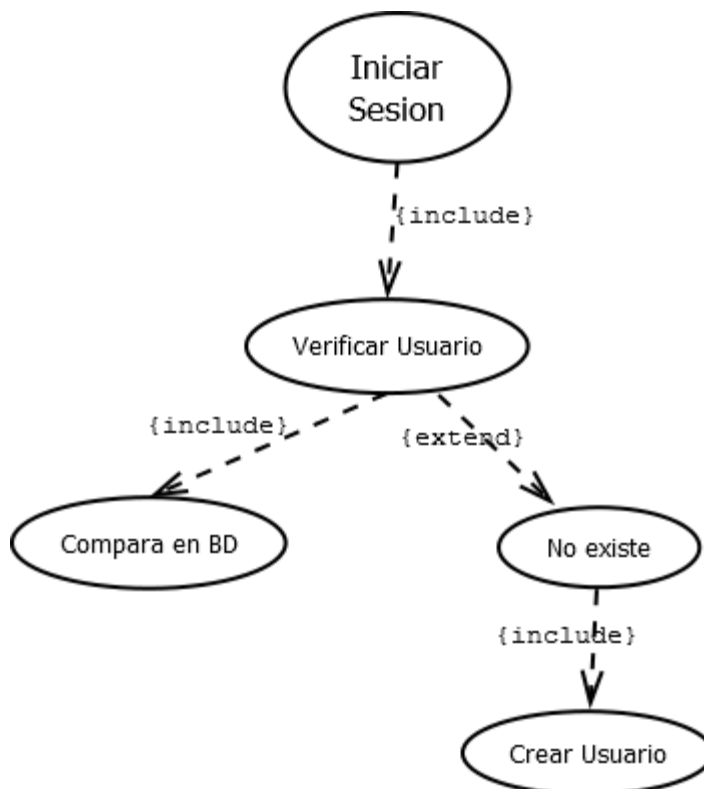 Iniciar
Sesion
{include}
Verificar Usuario
{include}
{extend}
Compara en BD
No existe
{include}
Crear Usuario